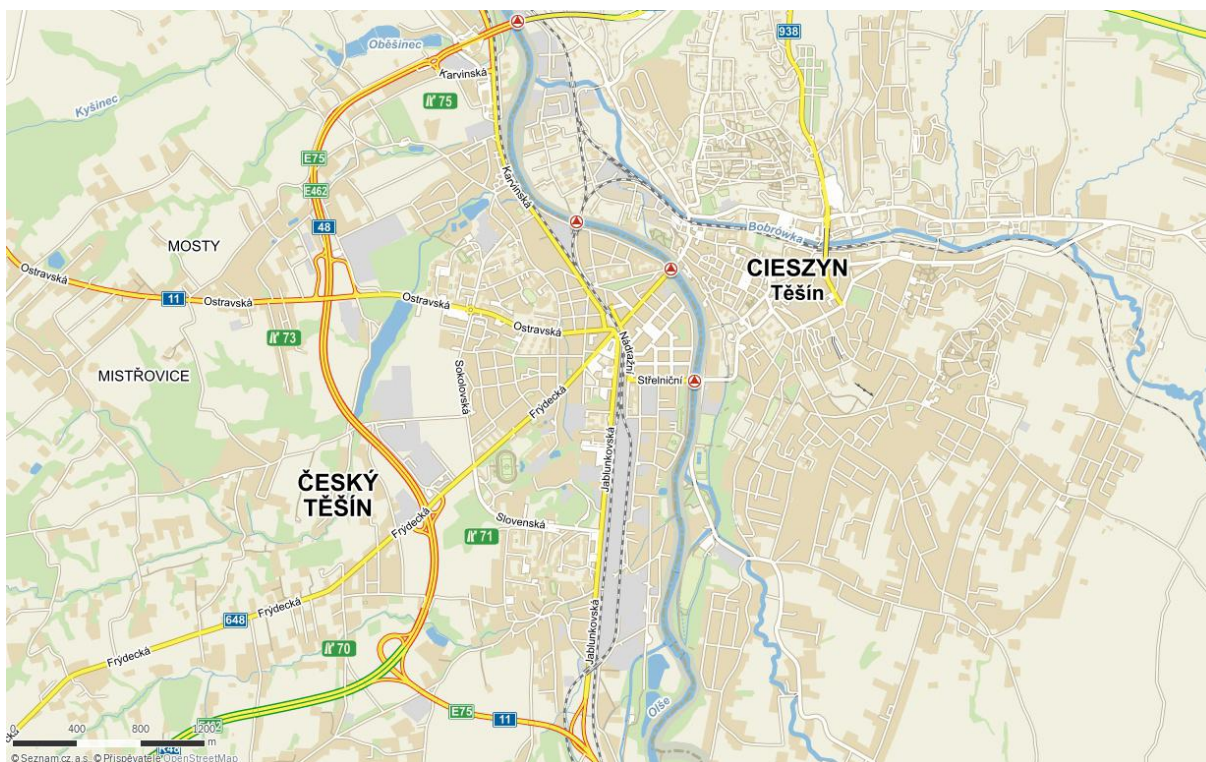 Oběšinec
938
Karvinská
75
Kyšinec
E75
Karvinská
E462
48
Bobrówka
MOSTY
CIESZYN
Těšín
Ostravská
11
Ostravská
Ostravská
Ostravská
73
Nádražní
MISTŘOVICE
Sokolovská
Střelniční
Frýdecká
Jablunkovská
ČESKÝ
TĚŠÍN
Frýdecká
Slovenská
71
Frýdecká
648
Frýdecká
70
Jablunkovská
Olše
E75
11
0 400 800 1200
m
© Seznam.cz, a.s. © Přispěvatelé OpenStreetMap